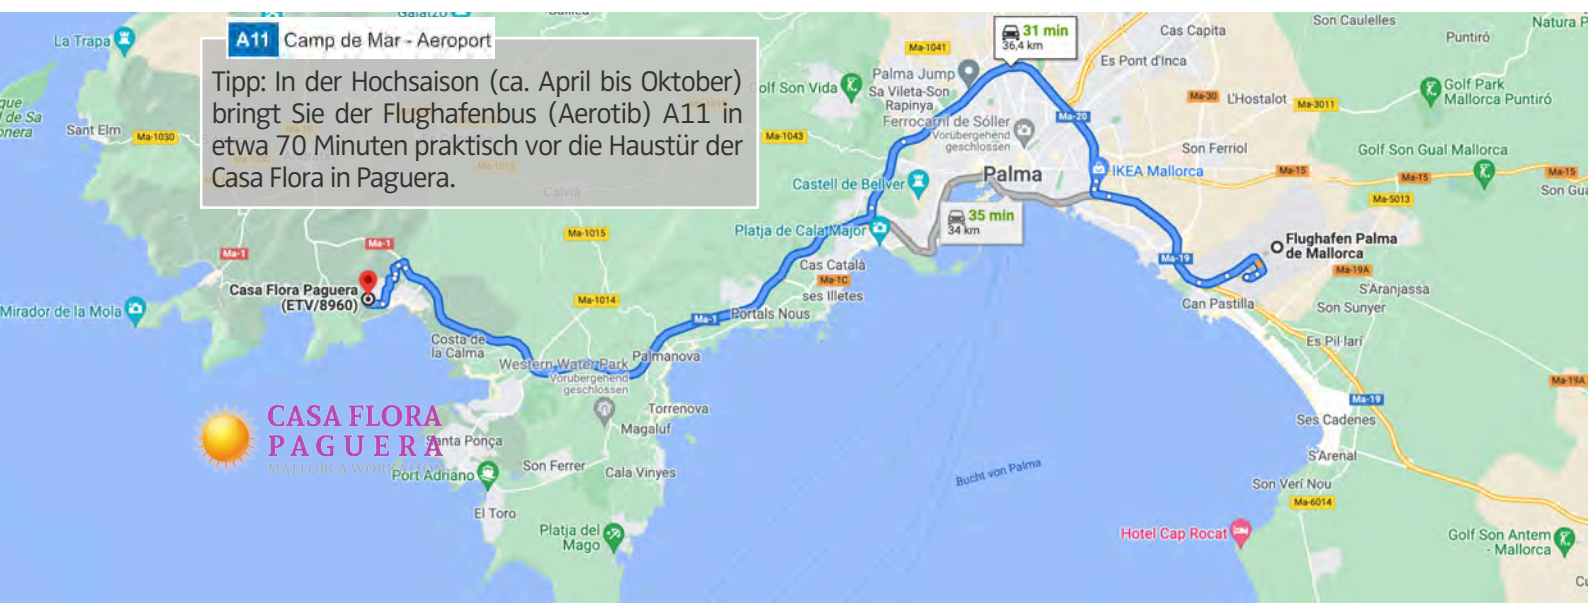 Galatzó
La Trapa
A11 Camp de Mar - Aeroport
Tipp: In der Hochsaison (ca. April bis Oktober)
bringt Sie der Flughafenbus (Aerotib) A11 in
etwa 70 Minuten praktisch vor die Haustür der
Casa Flora in Paguera.
Sant Elm
Ma-1030
Ma-1015
Calvià
31 min
36,4 km
Ma-1041
Cas Capita
Es Pont d'Inca
Son Caulelles
Puntiró
Natura P
Palma Jump
Sa Vileta-Son
Rapinya
olf Son Vida
Ferrocarril de Sóller
Vorübergehend
geschlossen
Ma-20
Ma-30
L'Hostalot
Ma-3011
Golf Park
Mallorca Puntiró
Ma-1043
Son Ferriol
Golf Son Gual Mallorca
Castell de Bellver
Palma
IKEA Mallorca
Ma-15
Ma-15
Ma-15
Son Gua
Ma-5013
35 min
34 km
Platja de CalaMajor
Flughafen Palma
de Mallorca
Ma-19
Ma-19A
S'Aranjassa
Can Pastilla
Son Sunyer
Es Pil·larí
Ma-1015
Ma-1
Ma-1
Cas Català
Ma-1C
ses Illetes
Casa Flora Paguera
(ETV/8960)
Mirador de la Mola
Ma-1014
Ma-1
Portals Nous
Costa de
la Calma
Western Water Park
Vorübergehend
geschlossen
Palmanova
Ma-19A
Ma-19
Torrenova
Magaluf
CASA FLORA
PAGUERA
MALLORCA WORKATION
Santa Ponça
Port Adriano
Son Ferrer
Cala Vinyes
El Toro
Platja del
Mago
Bucht von Palma
Ses Cadenes
S'Arenal
Son Verí Nou
Ma-6014
Hotel Cap Rocat
Golf Son Antem
- Mallorca